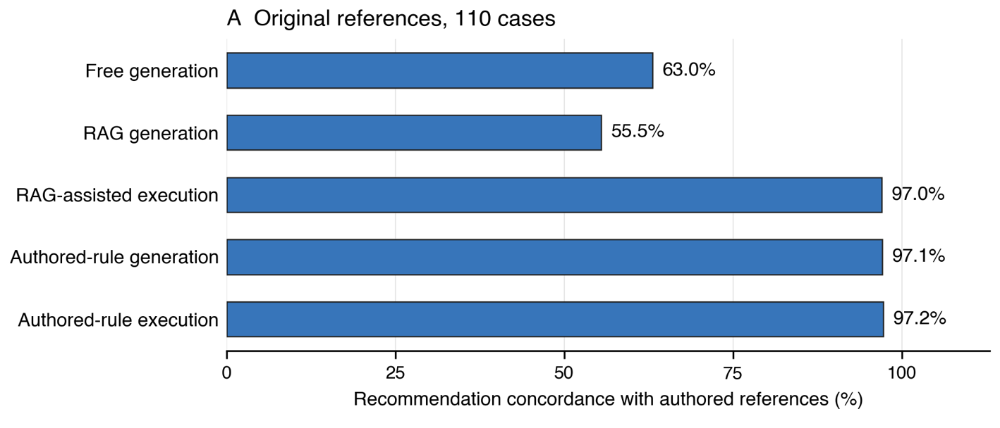 A  Original references, 110 cases
Free generation 63.0%
RAG generation 55.5%
RAG-assisted execution 97.0%
Authored-rule generation 97.1%
Authored-rule execution 97.2%
0 25 50 75 100
Recommendation concordance with authored references (%)